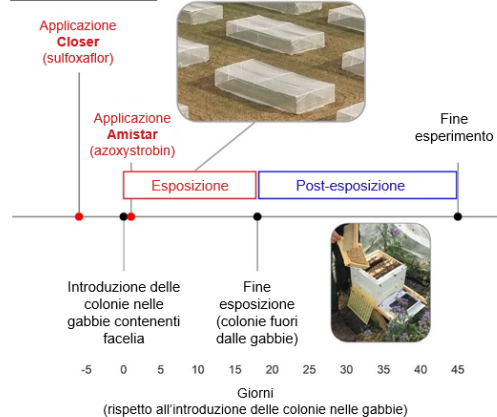 Applicazione
Closer
(sulfoxaflor)
Applicazione
Amistar
(azoxystrobin)
Fine
esperimento
Esposizione
Post-esposizione
Introduzione delle
colonie nelle
gabbie contenenti
facelia
Fine
esposizione
(colonie fuori
dalle gabbie)
-5 0 5 10 15 20 25 30 35 40 45
Giorni
(rispetto all'introduzione delle colonie nelle gabbie)